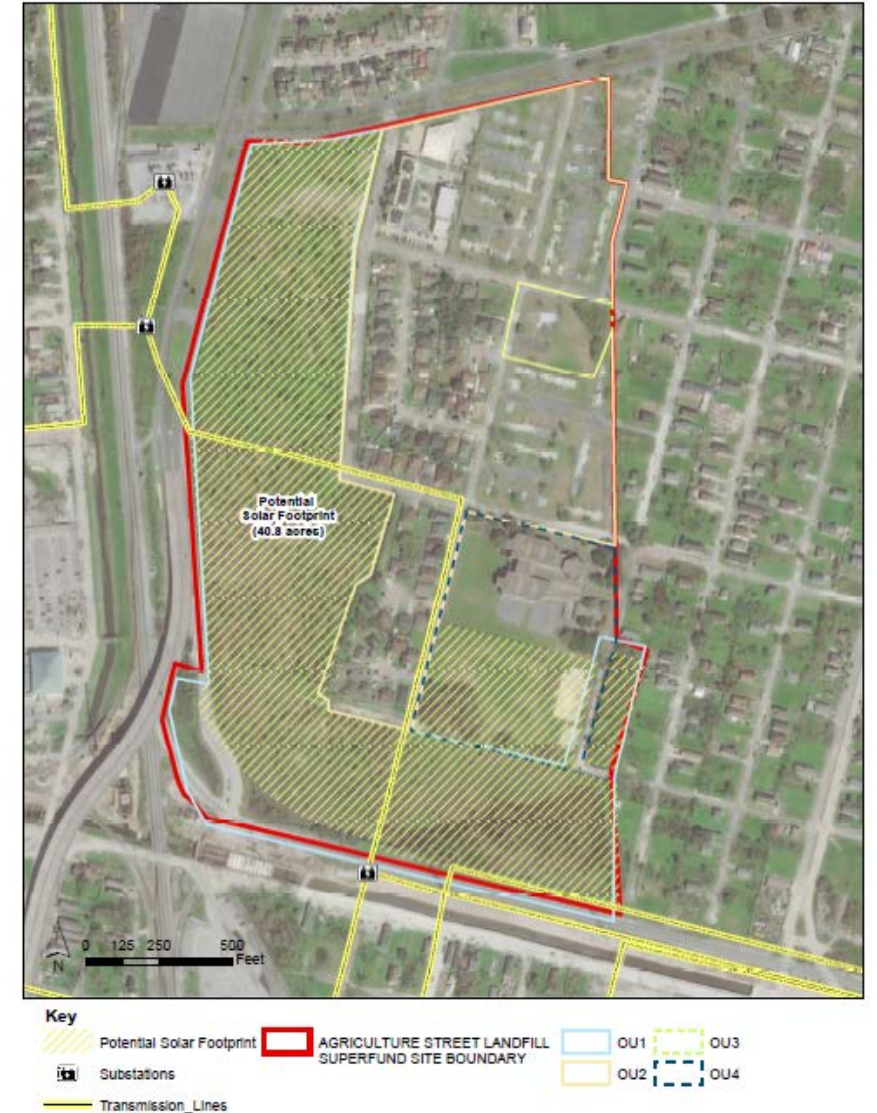 Potential
Solar Footprint
(40.8 acres)
0 125 250 500
Feet
N
Key
Potential Solar Footprint
AGRICULTURE STREET LANDFILL
SUPERFUND SITE BOUNDARY
OU1
OU3
Substations
OU2
OU4
Transmission_Lines